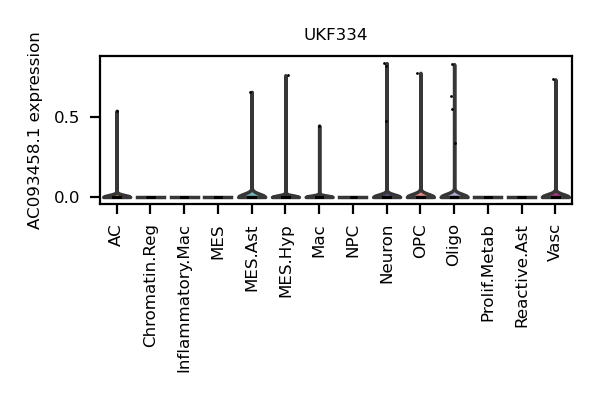 UKF334
AC093458.1 expression
0.5
0.0
AC
Chromatin.Reg
Inflammatory.Mac
MES
MES.Ast
MES.Hyp
Mac
NPC
Neuron
OPC
Oligo
Prolif.Metab
Reactive.Ast
Vasc